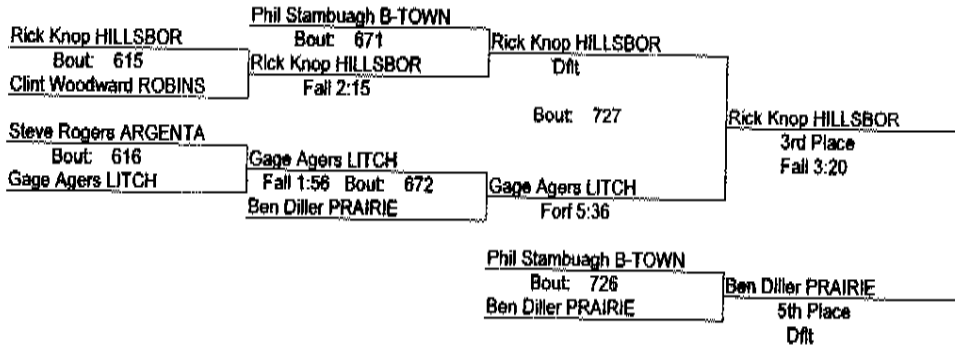 Phil Stambuagh B-TOWN
Rick Knop HILLSBOR
Bout: 671
Rick Knop HILLSBOR
Bout: 615
Rick Knop HILLSBOR
Dflt
Clint Woodward ROBINS
Fall 2:15
Bout: 727
Rick Knop HILLSBOR
Steve Rogers ARGENTA
3rd Place
Bout: 616
Gage Agers LITCH
Fall 3:20
Gage Agers LITCH
Fall 1:56 Bout: 672
Gage Agers LITCH
Ben Diller PRAIRIE
Forf 5:36
Phil Stambuagh B-TOWN
Bout: 726
Ben Diller PRAIRIE
Ben Diller PRAIRIE
5th Place
Dflt